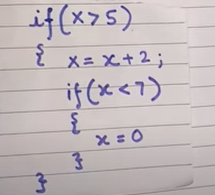 if(x>5)
{ x = x + 2 ;
if(x<7)
{
x = 0
}
}